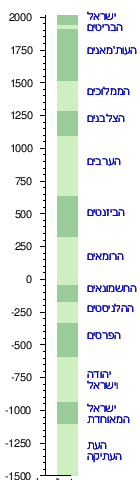 2000
ישראל
הבריטים
1750
העות'מאנים
1500
הממלוכים
1250
הצלבנים
1000
הערבים
750
500
הביזנטים
250
הרומאים
0
החשמונאים
-250
ההלניסטים
-500
הפרסים
-750
יהודה
וישראל
-1000
ישראל
המאוחדת
-1250
העת
העתיקה
-1500